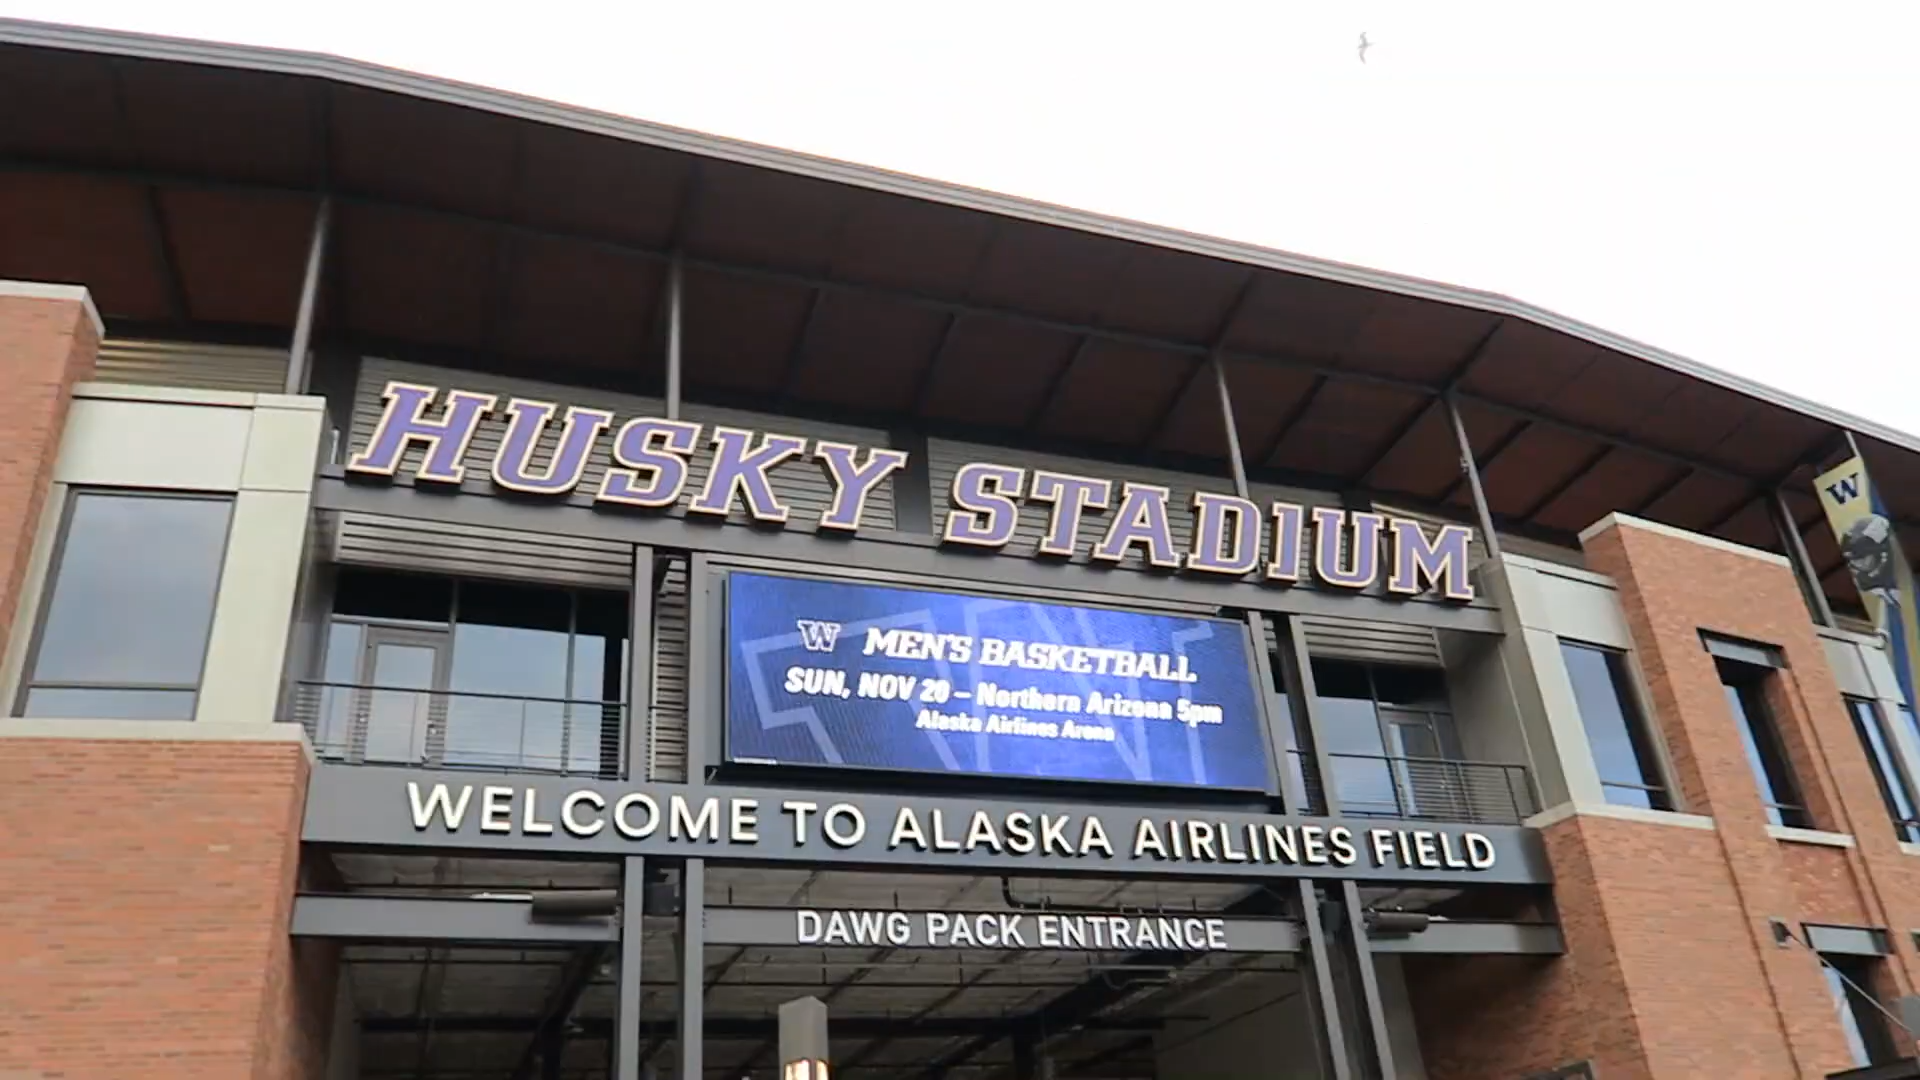 HUSKY STADIUM
W MEN'S BASKETBALL
SUN, NOV 20 – Northern Arizona 5pm
Alaska Airlines Arena
WELCOME TO ALASKA AIRLINES FIELD
DAWG PACK ENTRANCE
W